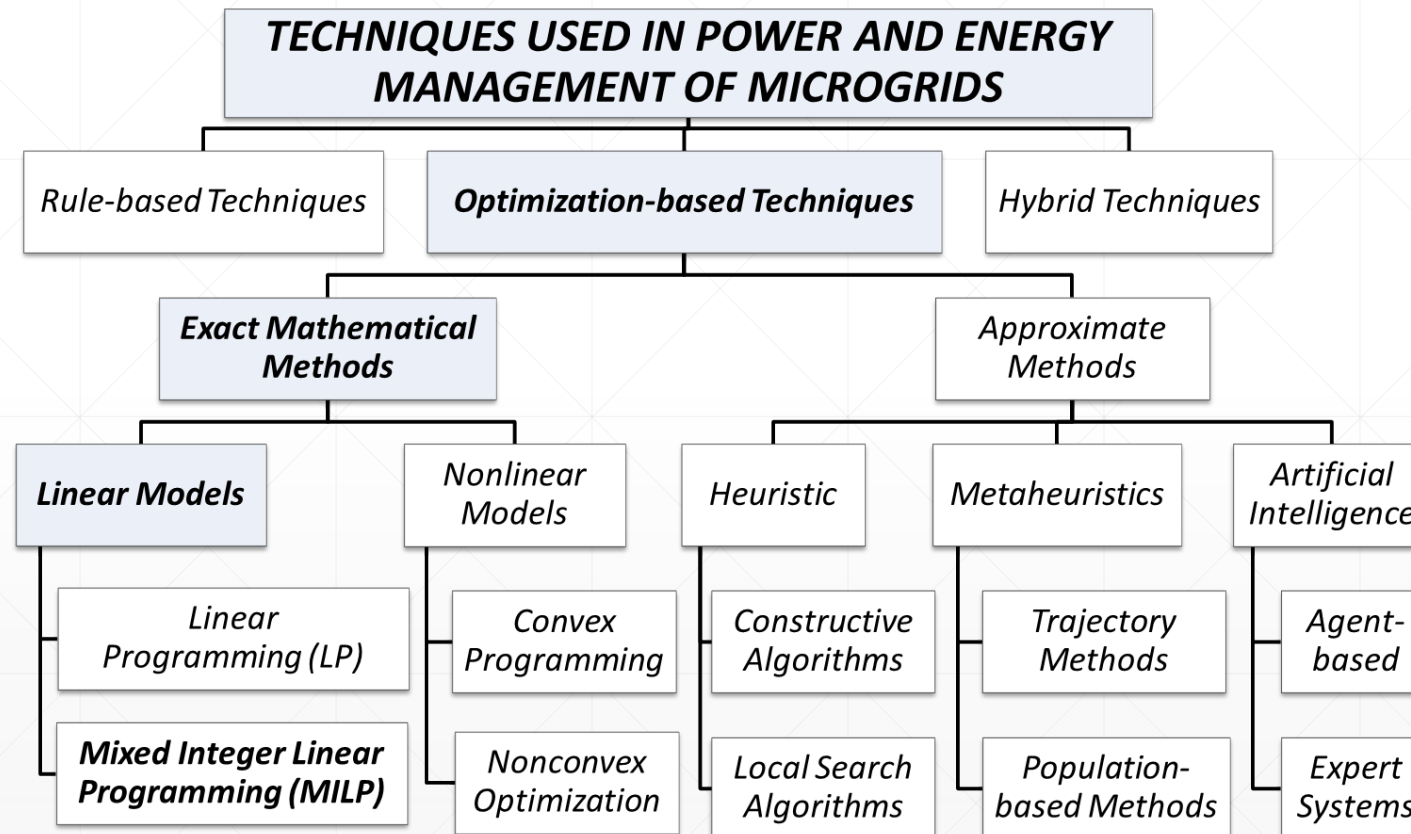 TECHNIQUES USED IN POWER AND ENERGY
MANAGEMENT OF MICROGRIDS
Rule-based Techniques
Optimization-based Techniques
Hybrid Techniques
Exact Mathematical
Methods
Approximate
Methods
Linear Models
Nonlinear
Models
Heuristic
Metaheuristics
Artificial
Intelligence
Linear
Programming (LP)
Convex
Programming
Constructive
Algorithms
Trajectory
Methods
Agent-
based
Mixed Integer Linear
Programming (MILP)
Nonconvex
Optimization
Local Search
Algorithms
Population-
based Methods
Expert
Systems